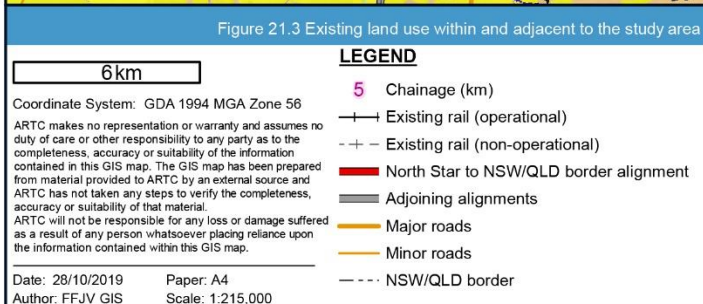 Figure 21.3 Existing land use within and adjacent to the study area
6km
Coordinate System: GDA 1994 MGA Zone 56
ARTC makes no representation or warranty and assumes no
duty of care or other responsibility to any party as to the
completeness, accuracy or suitability of the information
contained in this GIS map. The GIS map has been prepared
from material provided to ARTC by an external source and
ARTC has not taken any steps to verify the completeness,
accuracy or suitability of that material.
ARTC will not be responsible for any loss or damage suffered
as a result of any person whatsoever placing reliance upon
the information contained within this GIS map.
Date: 28/10/2019 Paper: A4
Author: FFJV GIS Scale: 1:215,000
LEGEND
5 Chainage (km)
Existing rail (operational)
Existing rail (non-operational)
North Star to NSW/QLD border alignment
Adjoining alignments
Major roads
Minor roads
NSW/QLD border